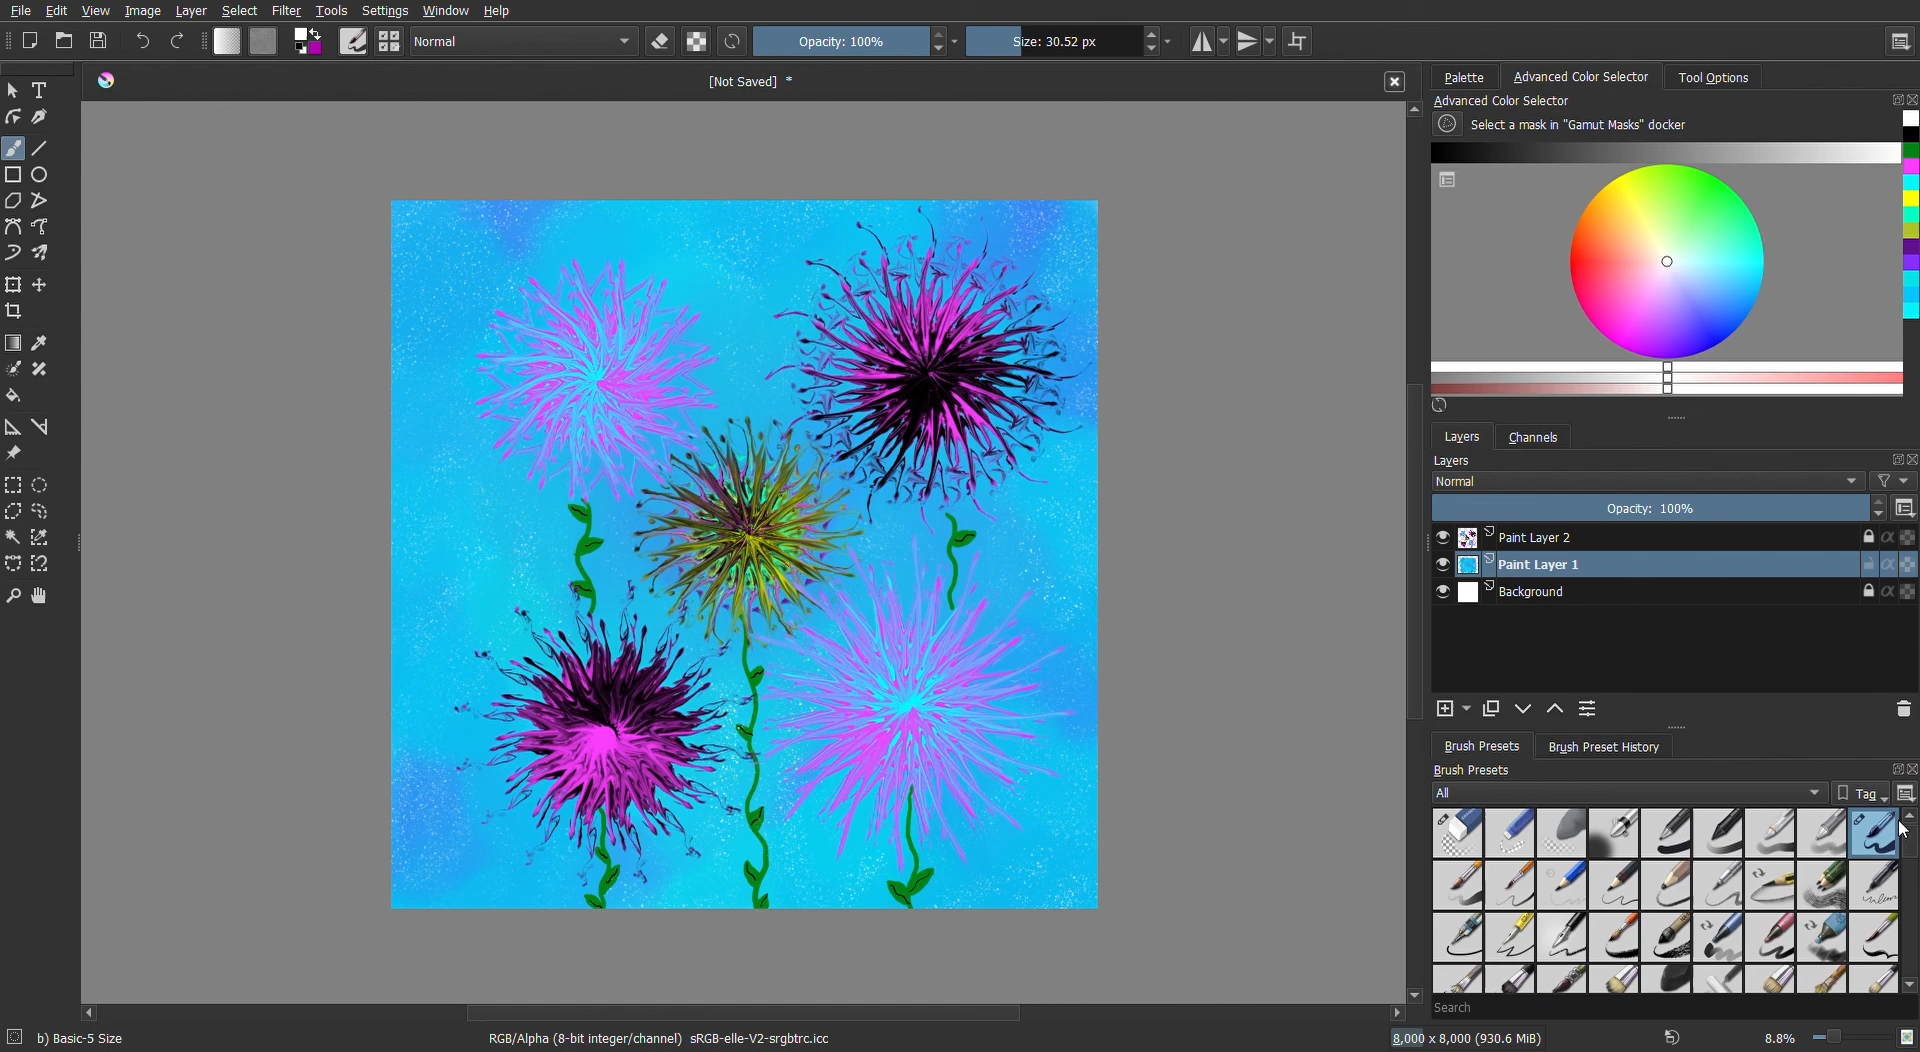 File Edit View Image Layer Select Filter Tools Settings Window Help
Normal Opacity: 100% Size: 30.52 px
[Not Saved] *
Palette Advanced Color Selector Tool Options
Advanced Color Selector
Select a mask in "Gamut Masks" docker
Layers Channels
Layers
Normal
Opacity: 100%
Paint Layer 2
Paint Layer 1
Background
Brush Presets Brush Preset History
Brush Presets
All Tag
Search
b) Basic-5 Size RGB/Alpha (8-bit integer/channel) sRGB-elle-V2-srgbtrc.icc 8,000 x 8,000 (930.6 MiB) 8.8%